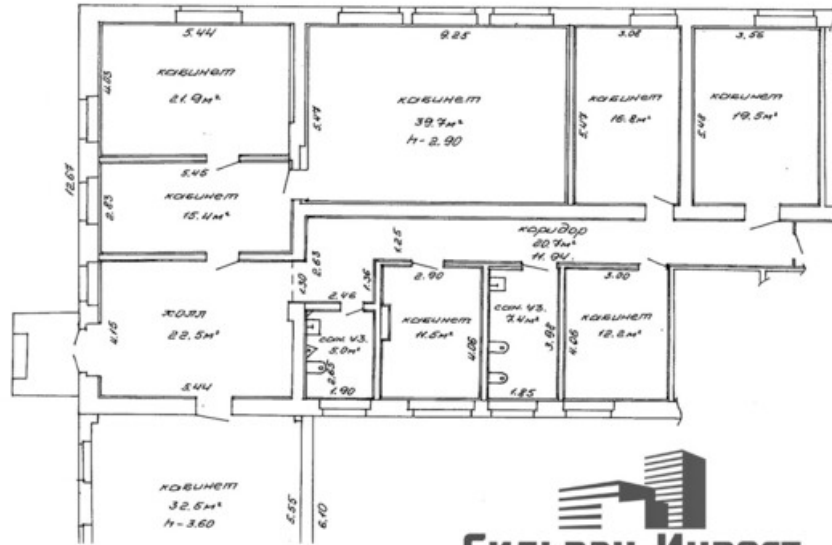 5.44
кабинет
21.9м²
4.03
9.25
кабинет
39.7м²
h-2.90
5.47
3.08
кабинет
16.8м²
5.47
3.56
кабинет
19.5м²
5.48
12.67
5.45
кабинет
15.4м²
2.83
коридор
20.7м²
11.94
1.25
2.63
1.30
1.36
2.46
холл
22.5м²
4.15
5.44
сан. уз.
5.0м²
2.65
1.90
2.90
кабинет
11.5м²
4.06
сан. уз.
7.4м²
3.98
1.85
3.00
кабинет
12.2м²
4.06
кабинет
32.6м²
h-3.60
5.55
6.10